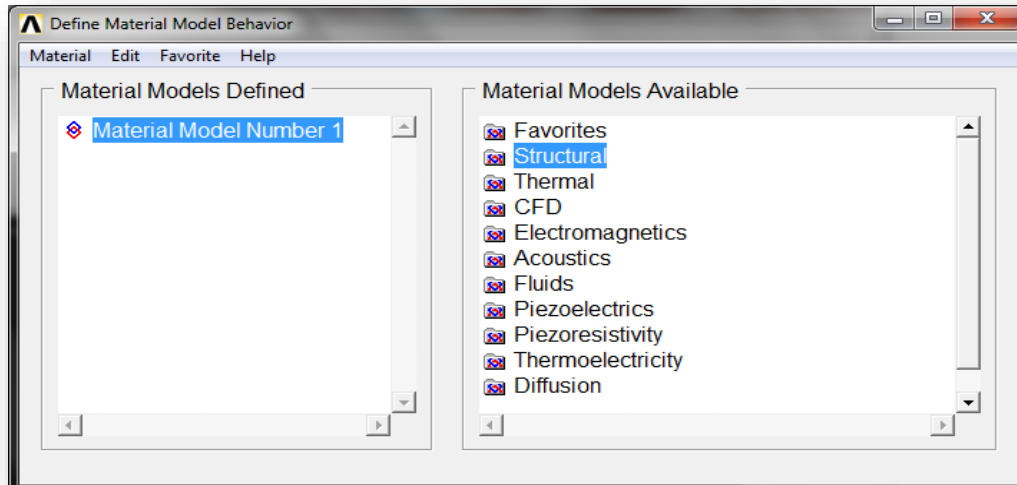 Define Material Model Behavior
Material Edit Favorite Help
Material Models Defined
Material Model Number 1
Material Models Available
Favorites
Structural
Thermal
CFD
Electromagnetics
Acoustics
Fluids
Piezoelectrics
Piezoresistivity
Thermoelectricity
Diffusion